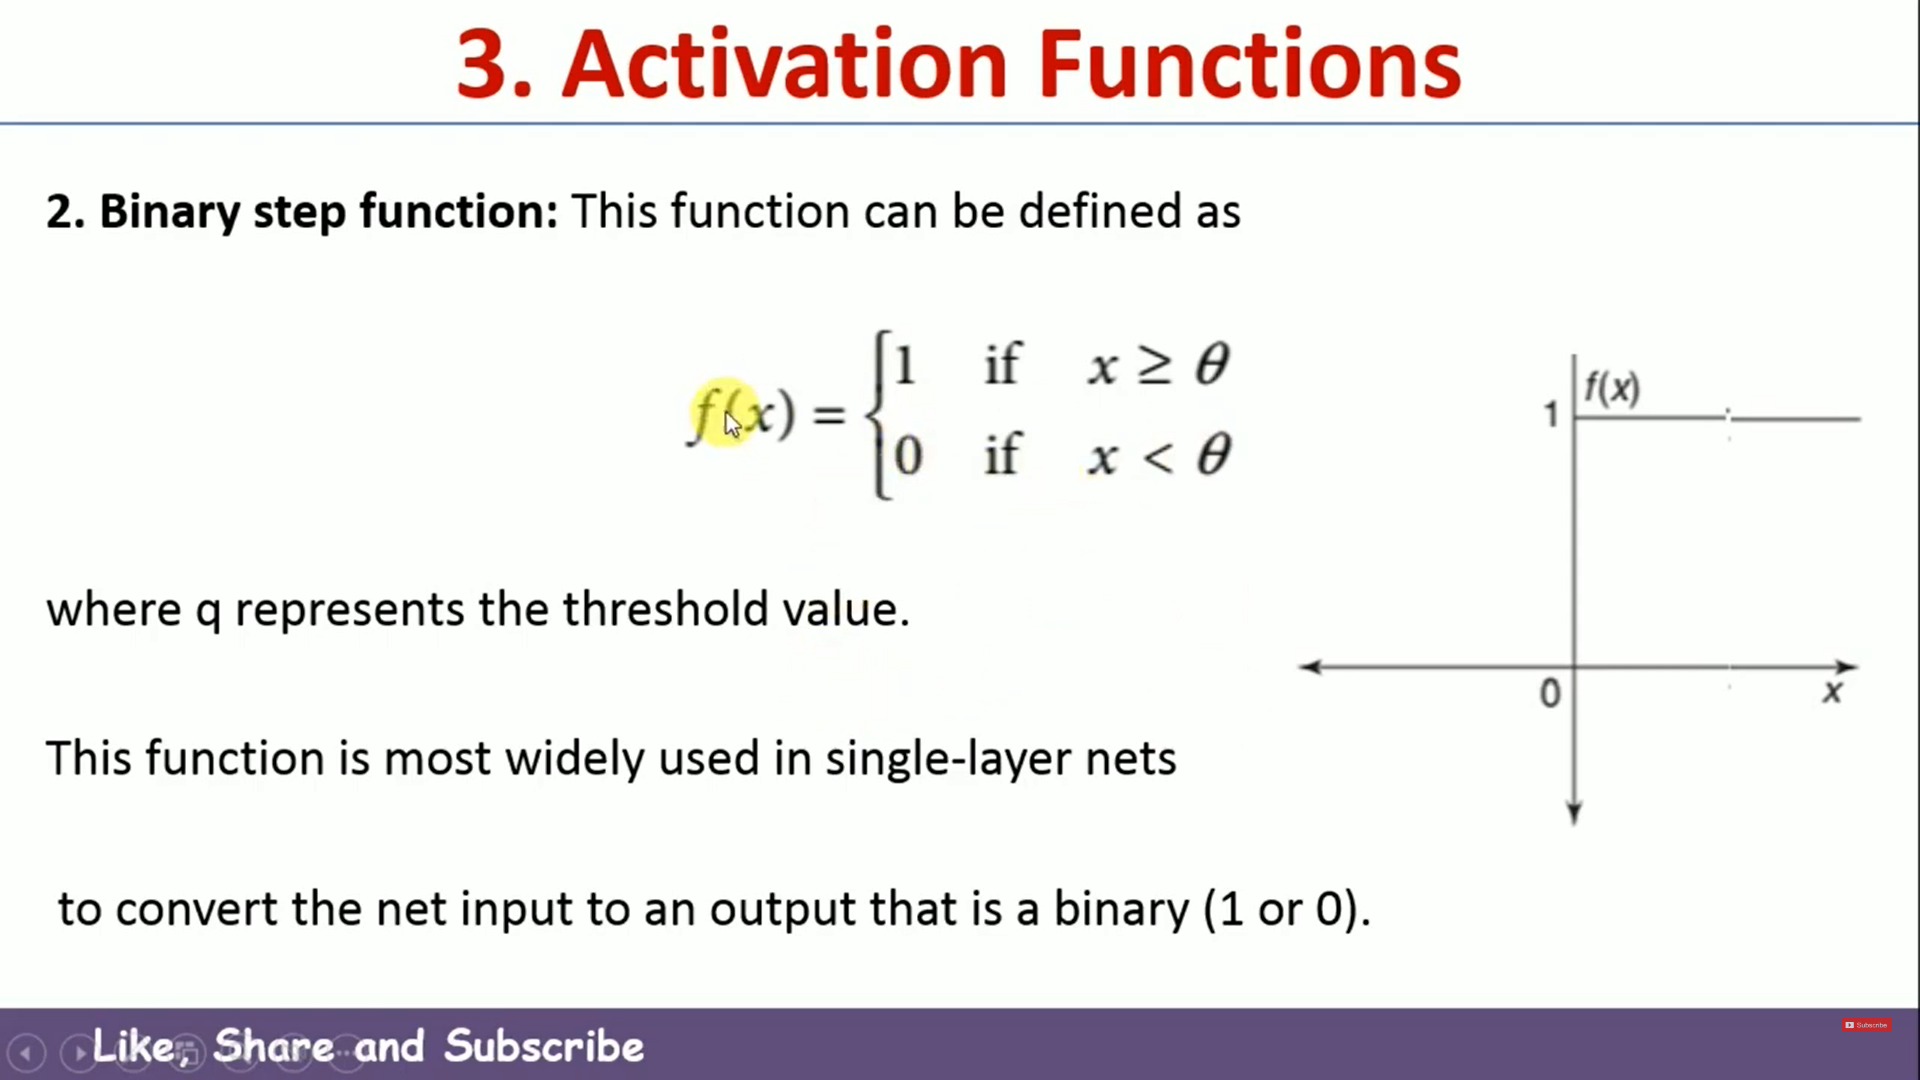 3. Activation Functions
2. Binary step function: This function can be defined as
f(x) = { 1 if x ≥ θ
0 if x < θ
f(x)
1
0
x
where q represents the threshold value.
This function is most widely used in single-layer nets
to convert the net input to an output that is a binary (1 or 0).
Like, Share and Subscribe
Subscribe